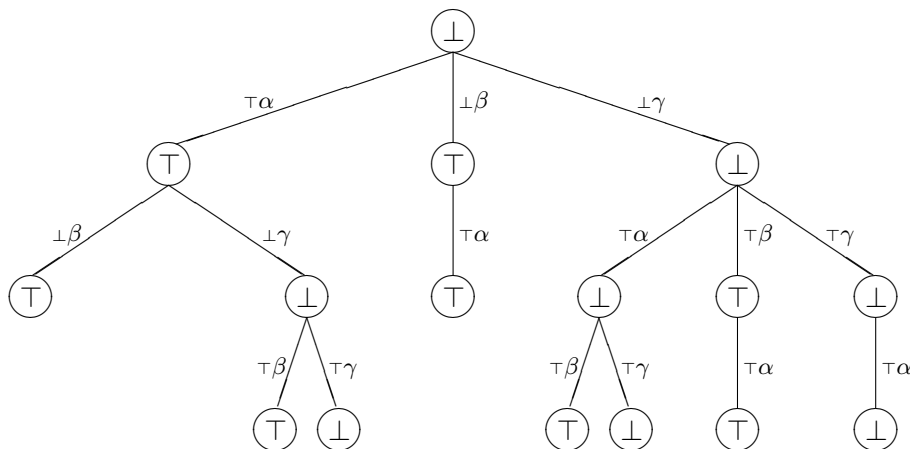 ⊥
⊤α ⊥β ⊥γ
⊤ ⊤ ⊥
⊥β ⊥γ ⊤α ⊤α ⊤β ⊤γ
⊤ ⊥ ⊤ ⊥ ⊤ ⊥
⊤β ⊤γ ⊤β ⊤γ ⊤α ⊤α
⊤ ⊥ ⊤ ⊥ ⊤ ⊥